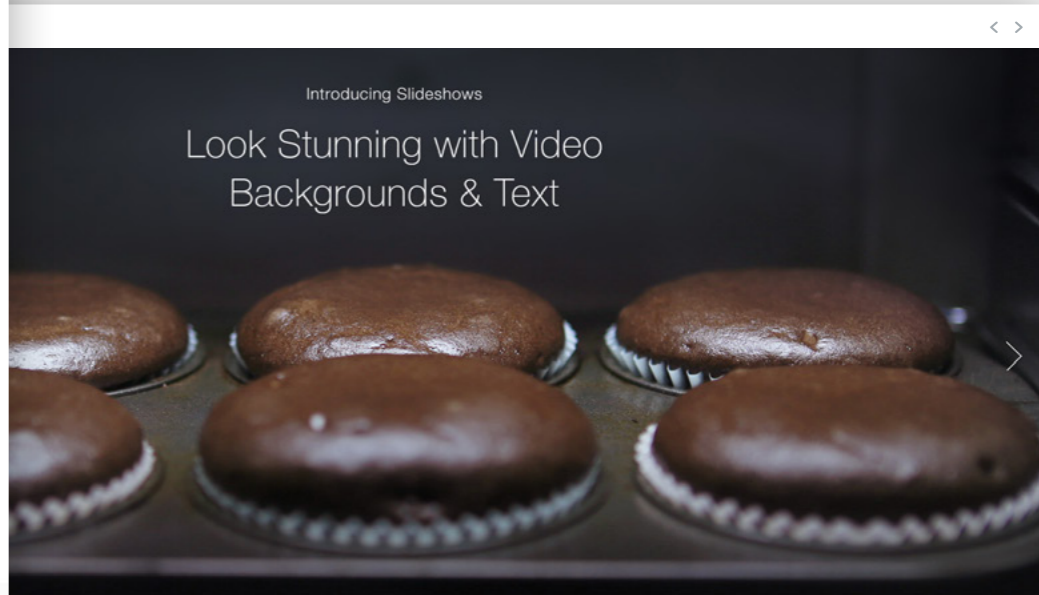 Introducing Slideshows
Look Stunning with Video
Backgrounds & Text